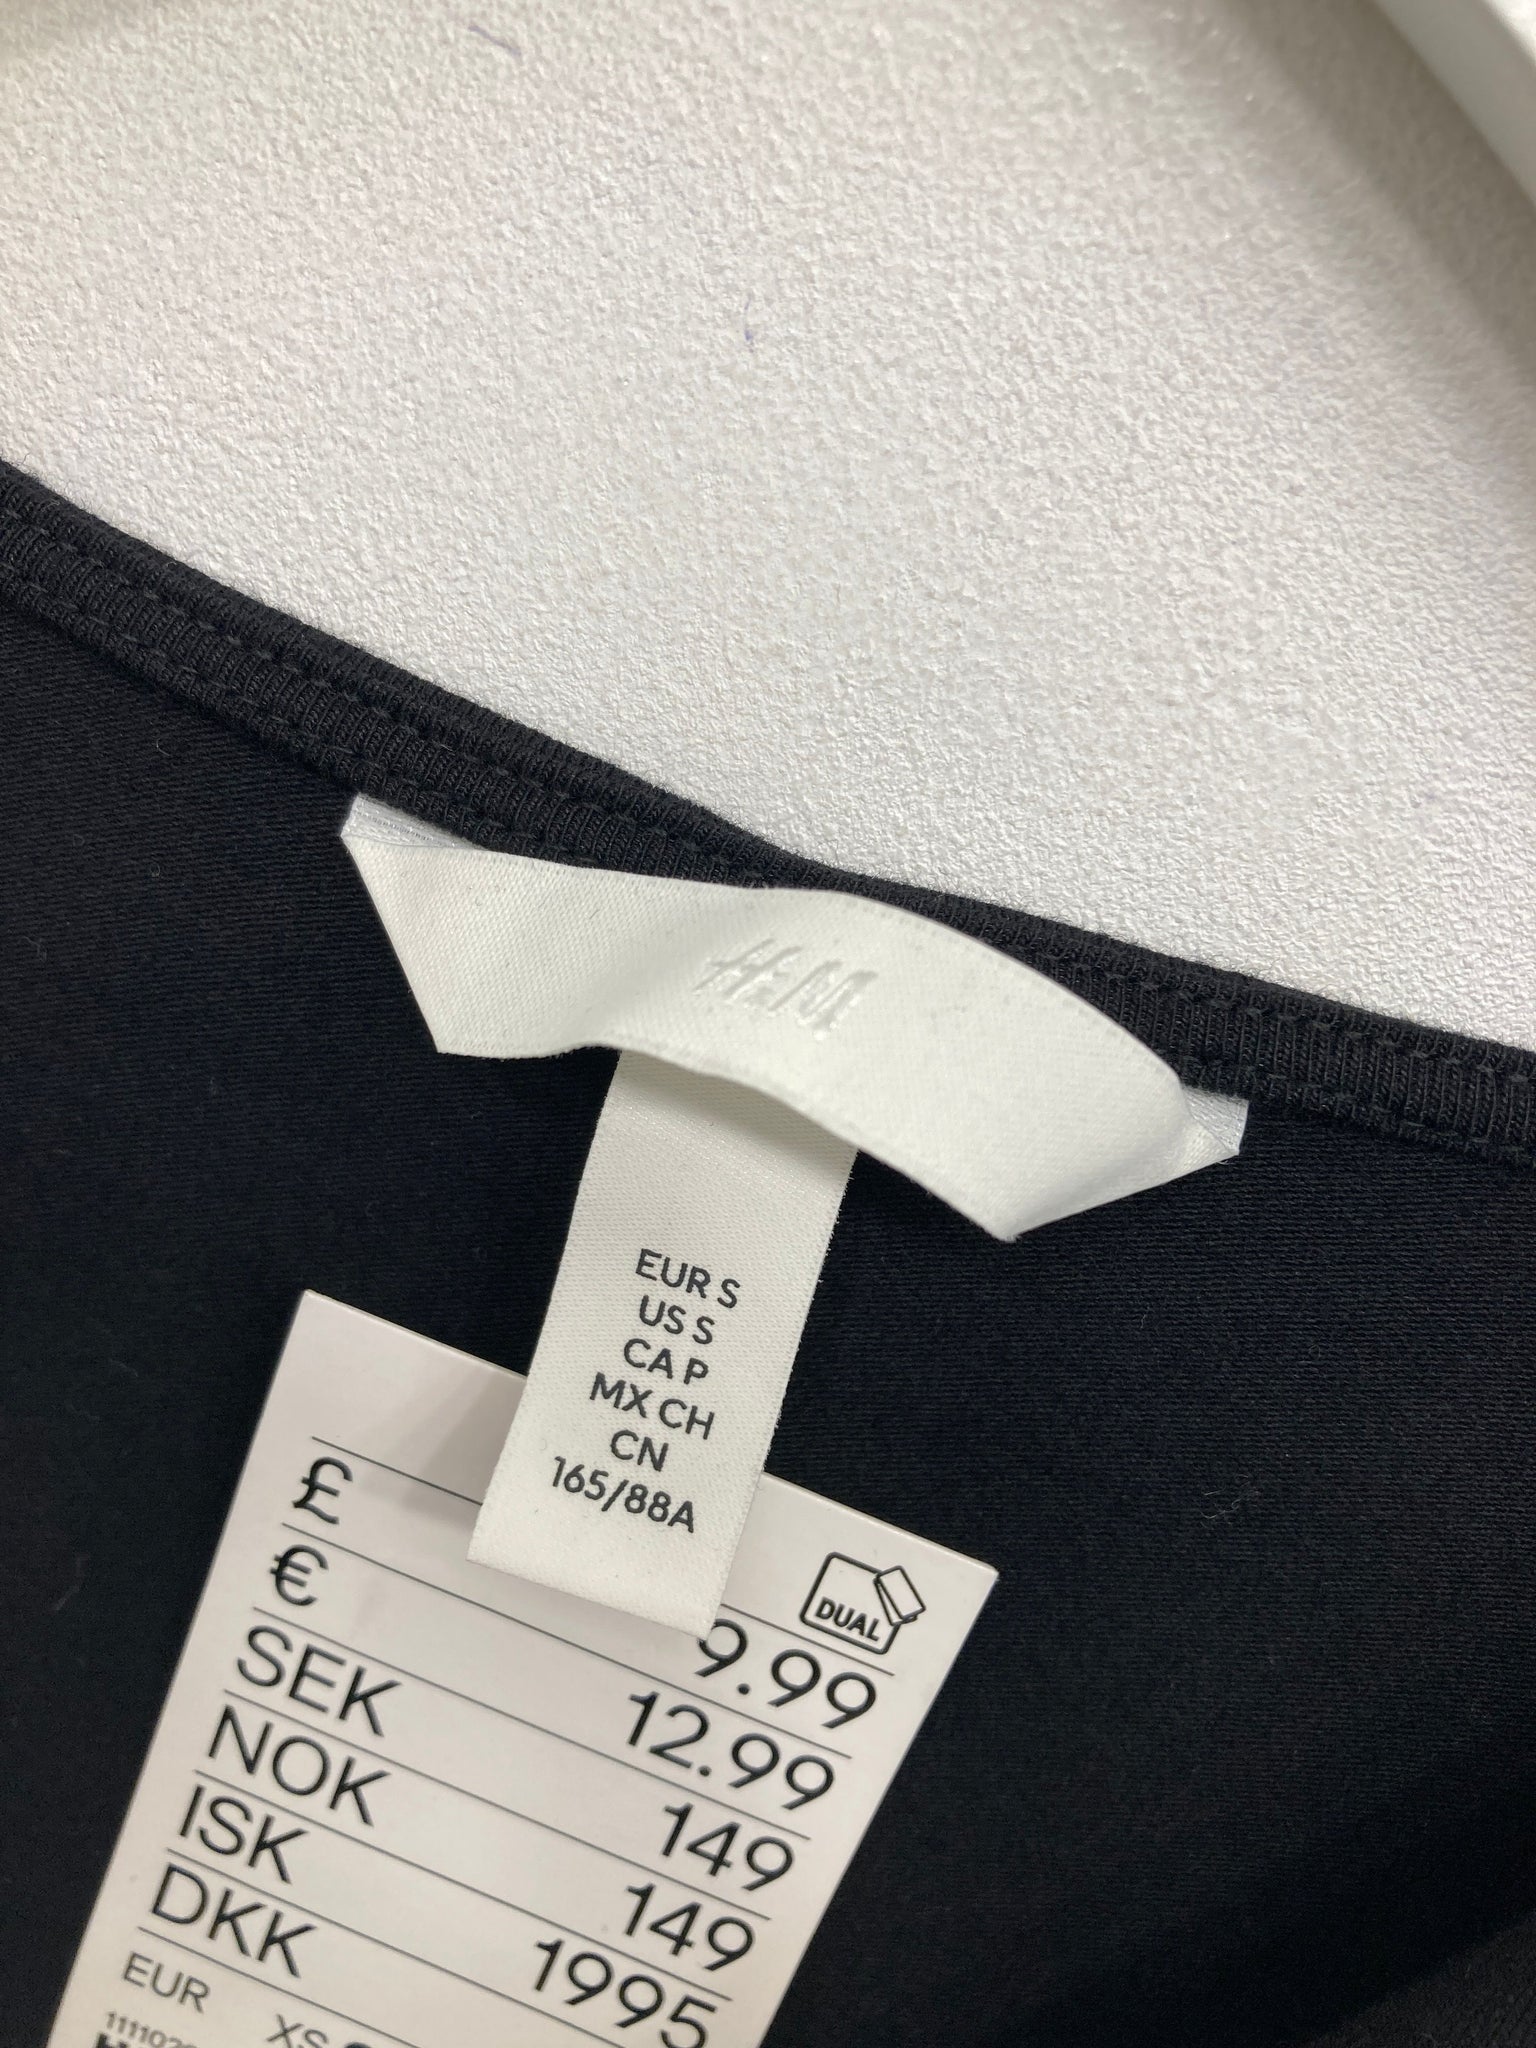 H&M
EUR S
US S
CA P
MX CH
CN
165/88A
DUAL
£ 9.99
€ 12.99
SEK 149
NOK 149
ISK 1995
DKK
EUR XS